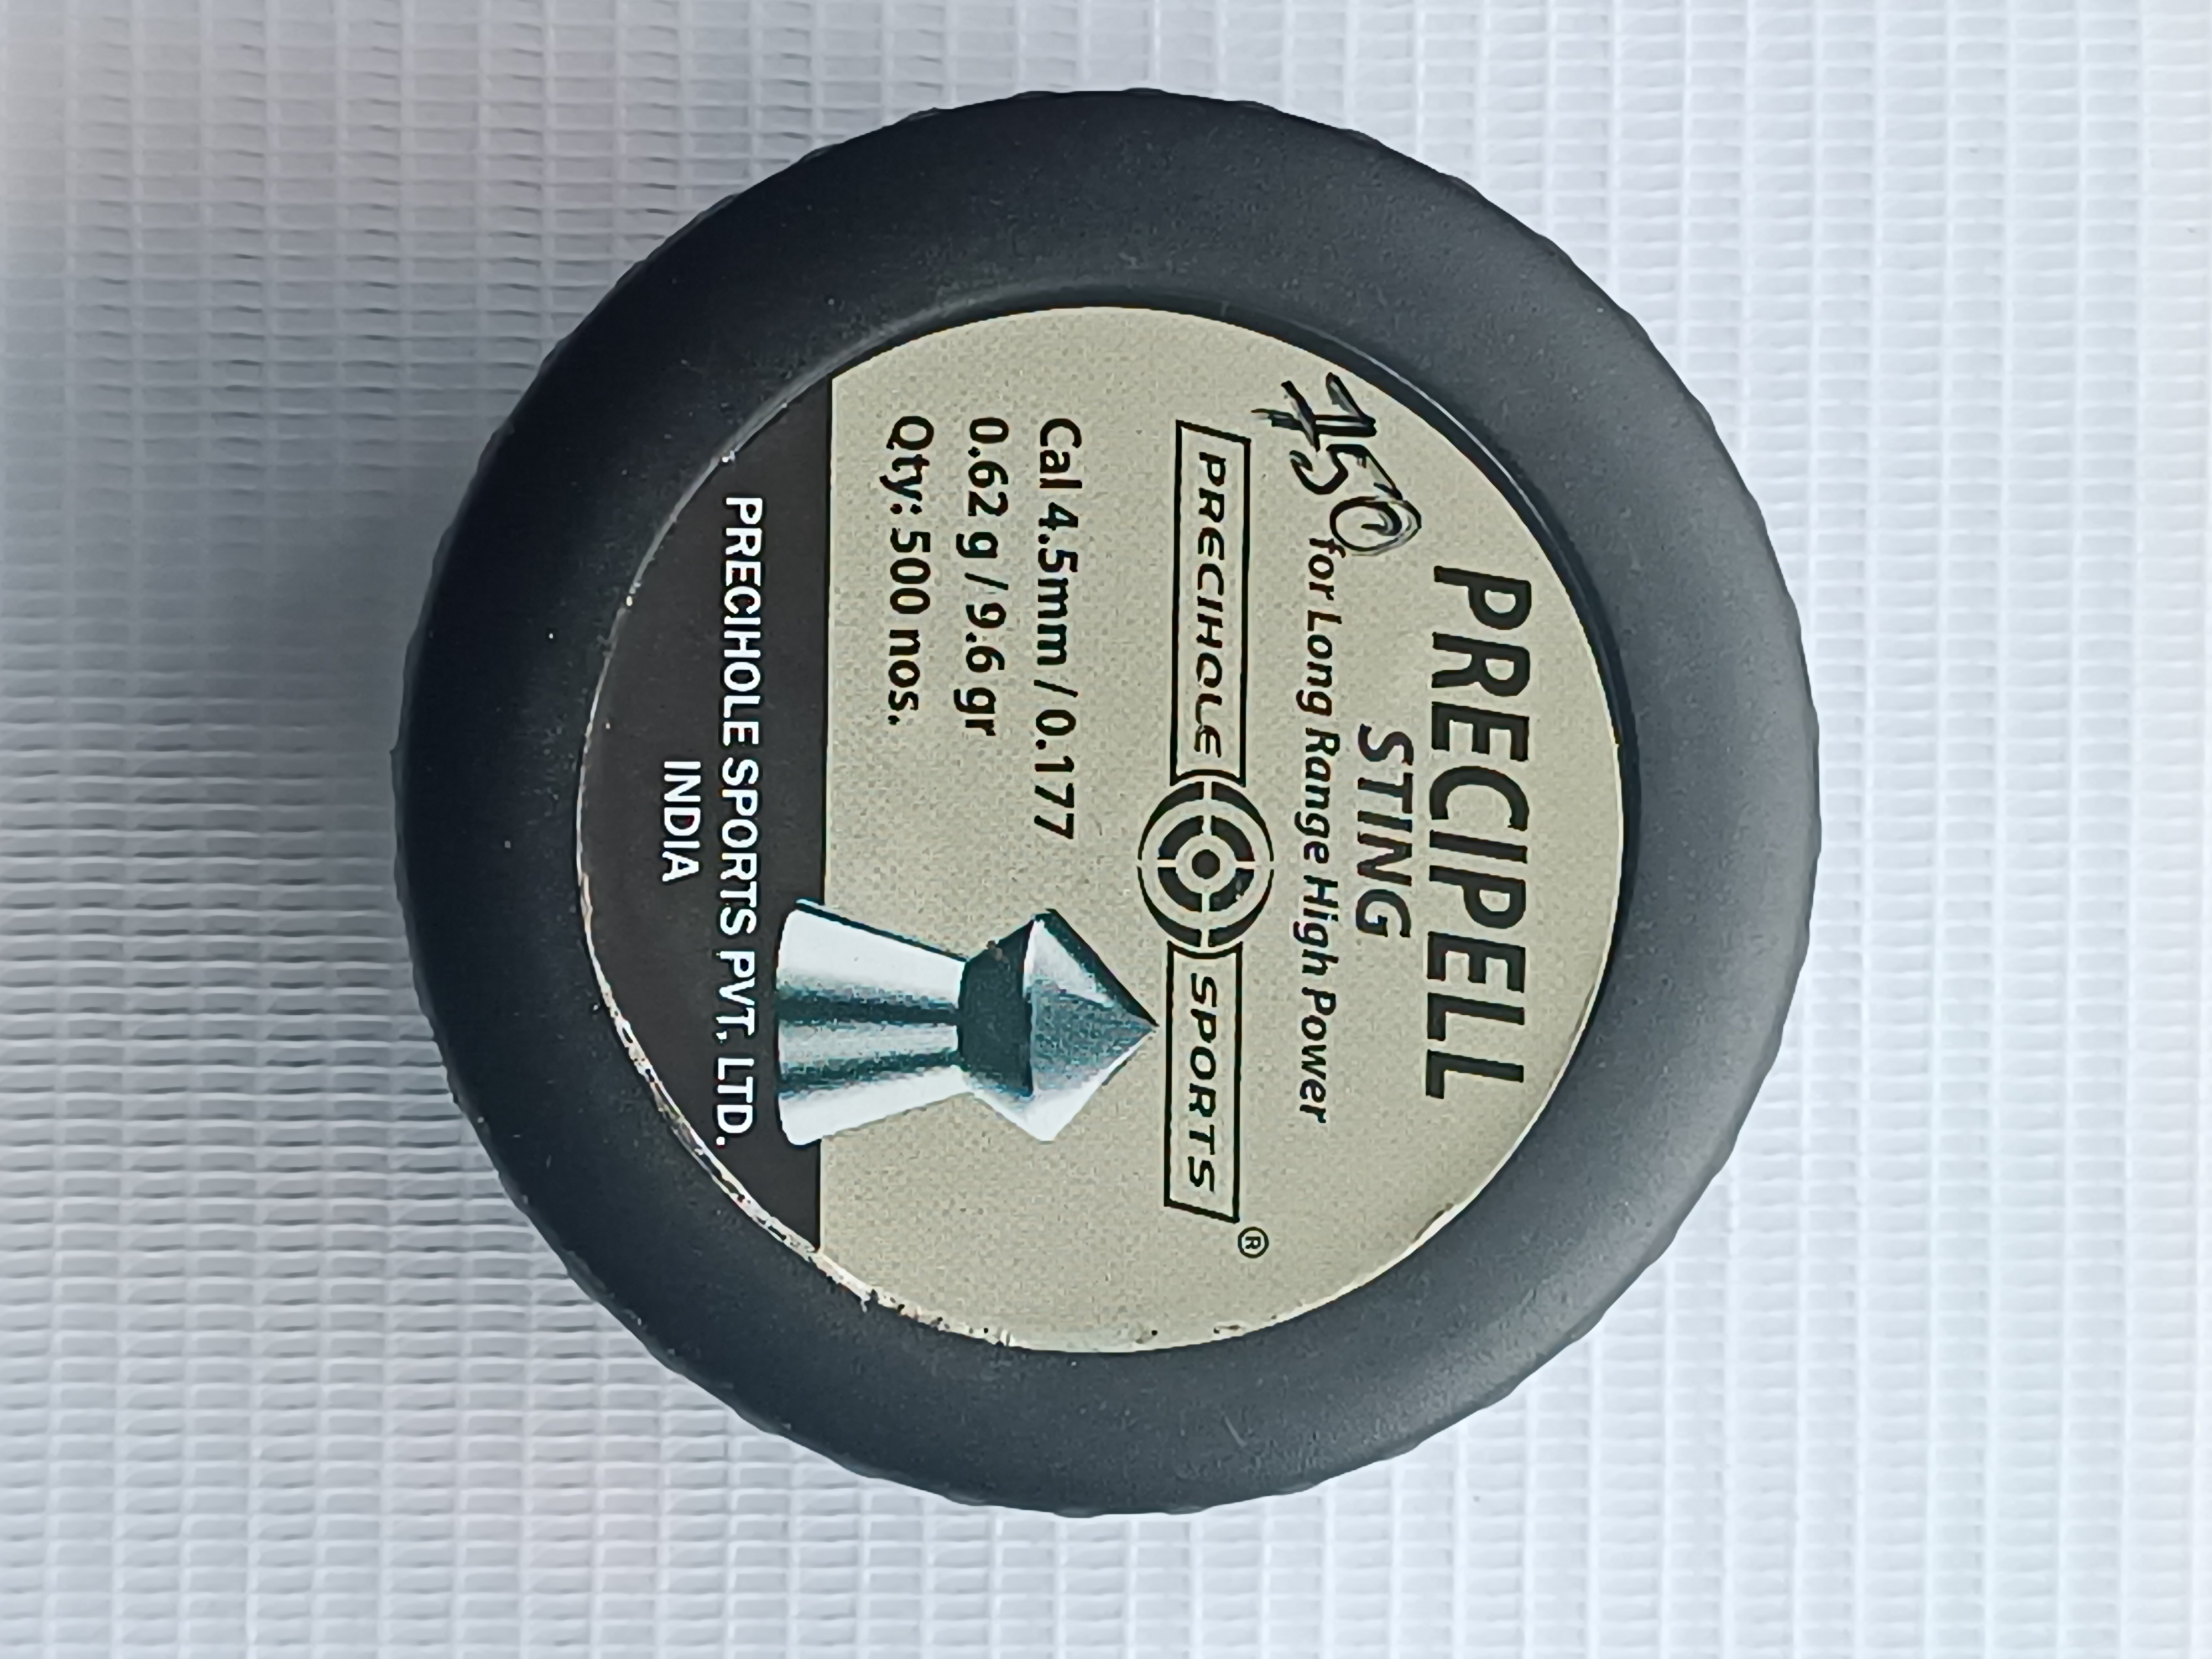 PRECIPELL
STING
750
for Long Range High Power
PRECIHOLE SPORTS ®
Cal 4.5mm / 0.177
0.62 g / 9.6 gr
Qty: 500 nos.
PRECIHOLE SPORTS PVT. LTD.
INDIA